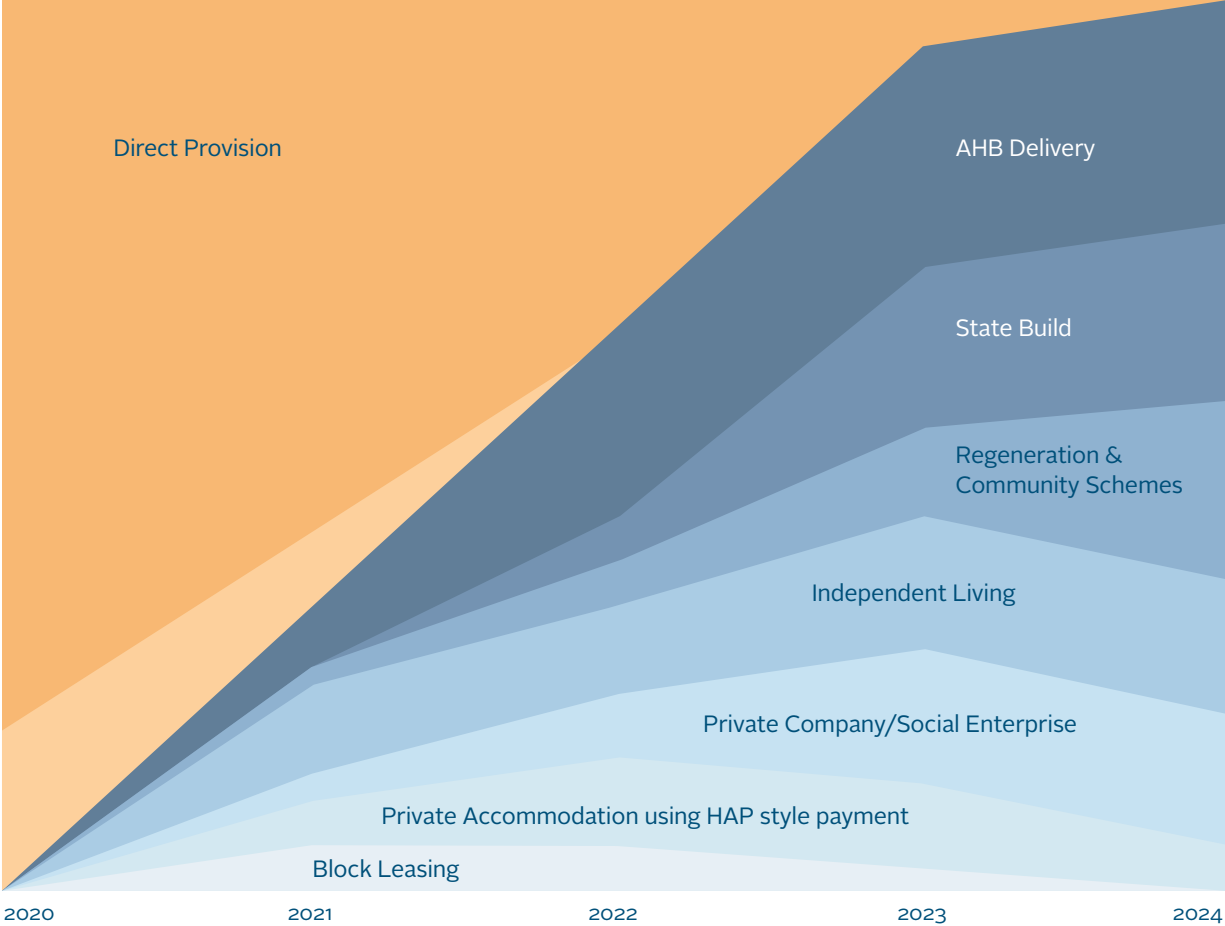 Direct Provision
AHB Delivery
State Build
Regeneration &
Community Schemes
Independent Living
Private Company/Social Enterprise
Private Accommodation using HAP style payment
Block Leasing
2020
2021
2022
2023
2024